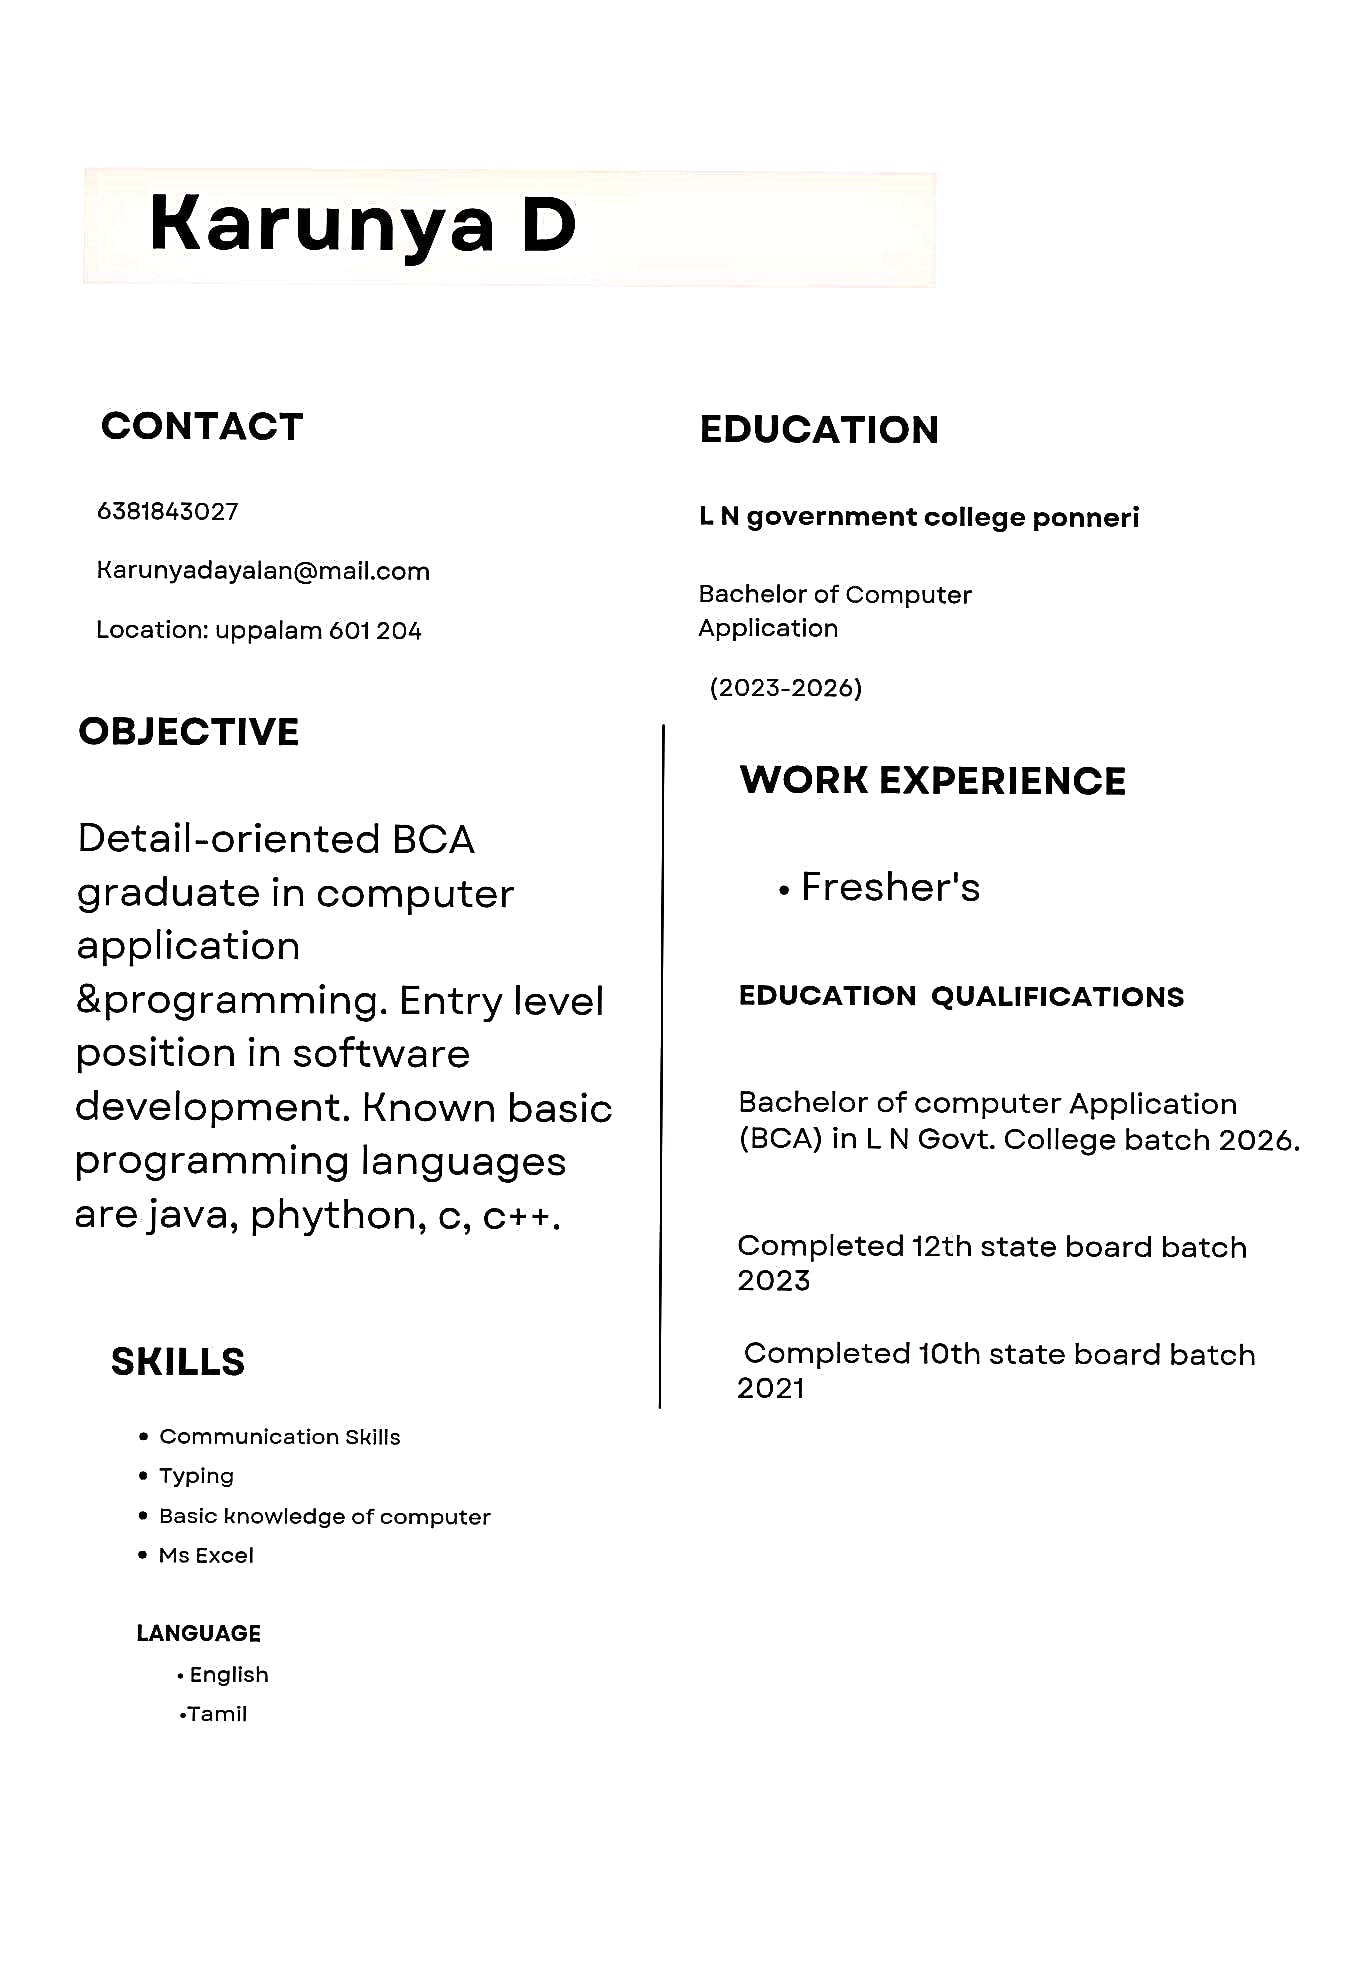 Karunya D
CONTACT
6381843027
Karunyadayalan@mail.com
Location: uppalam 601 204
OBJECTIVE
Detail-oriented BCA
graduate in computer
application
&programming. Entry level
position in software
development. Known basic
programming languages
are java, phython, c, c++.
SKILLS
• Communication Skills
• Typing
• Basic knowledge of computer
• Ms Excel
LANGUAGE
• English
•Tamil
EDUCATION
L N government college ponneri
Bachelor of Computer
Application
(2023-2026)
WORK EXPERIENCE
• Fresher's
EDUCATION QUALIFICATIONS
Bachelor of computer Application
(BCA) in L N Govt. College batch 2026.
Completed 12th state board batch
2023
Completed 10th state board batch
2021